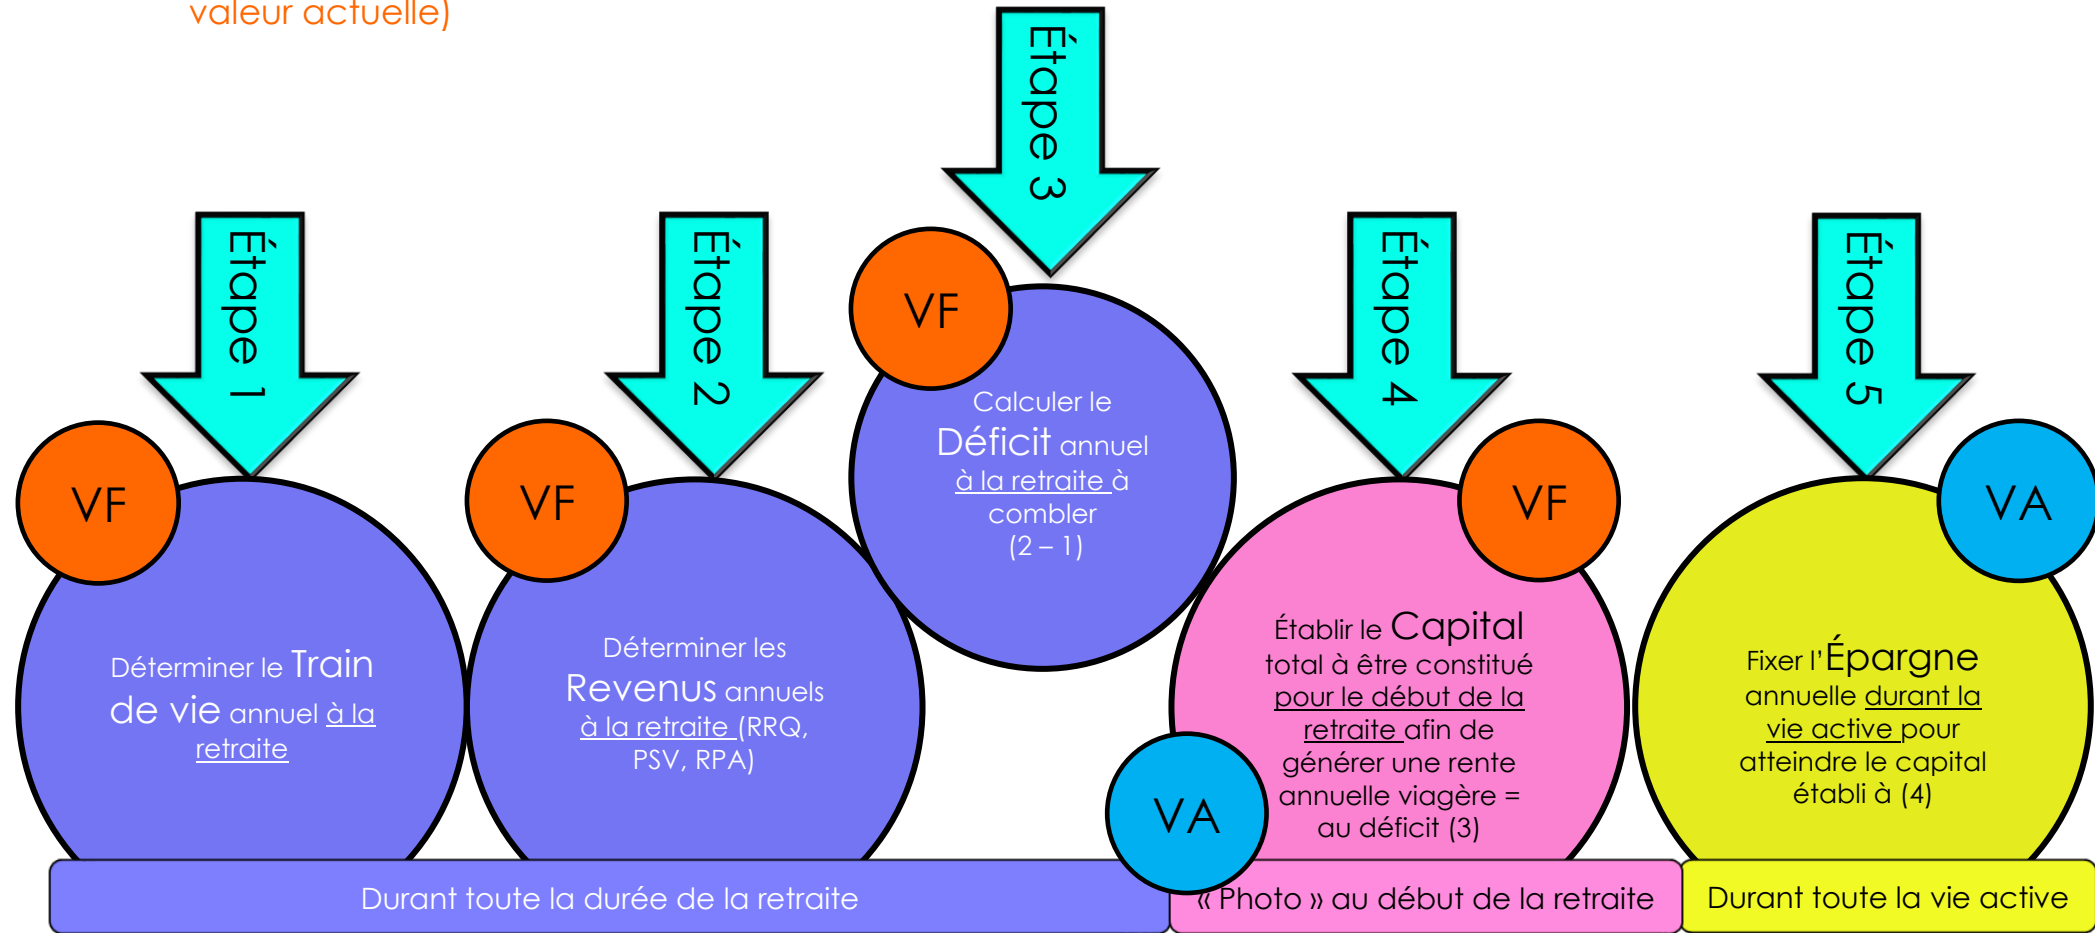 valeur actuelle)
Étape 1
Étape 2
Étape 3
Étape 4
Étape 5
VF
Déterminer le Train
de vie annuel à la
retraite
VF
Déterminer les
Revenus annuels
à la retraite (RRQ,
PSV, RPA)
VF
Calculer le
Déficit annuel
à la retraite à
combler
(2 – 1)
VF
VA
Établir le Capital
total à être constitué
pour le début de la
retraite afin de
générer une rente
annuelle viagère =
au déficit (3)
VA
Fixer l'Épargne
annuelle durant la
vie active pour
atteindre le capital
établi à (4)
Durant toute la durée de la retraite
« Photo » au début de la retraite
Durant toute la vie active